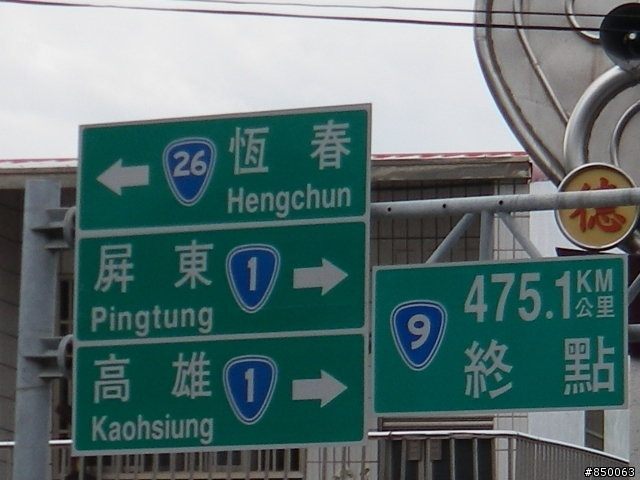 26 恆春
Hengchun
屏東 1
Pingtung
高雄 1
Kaohsiung
德
9 475.1 KM
公里
終點
#850063